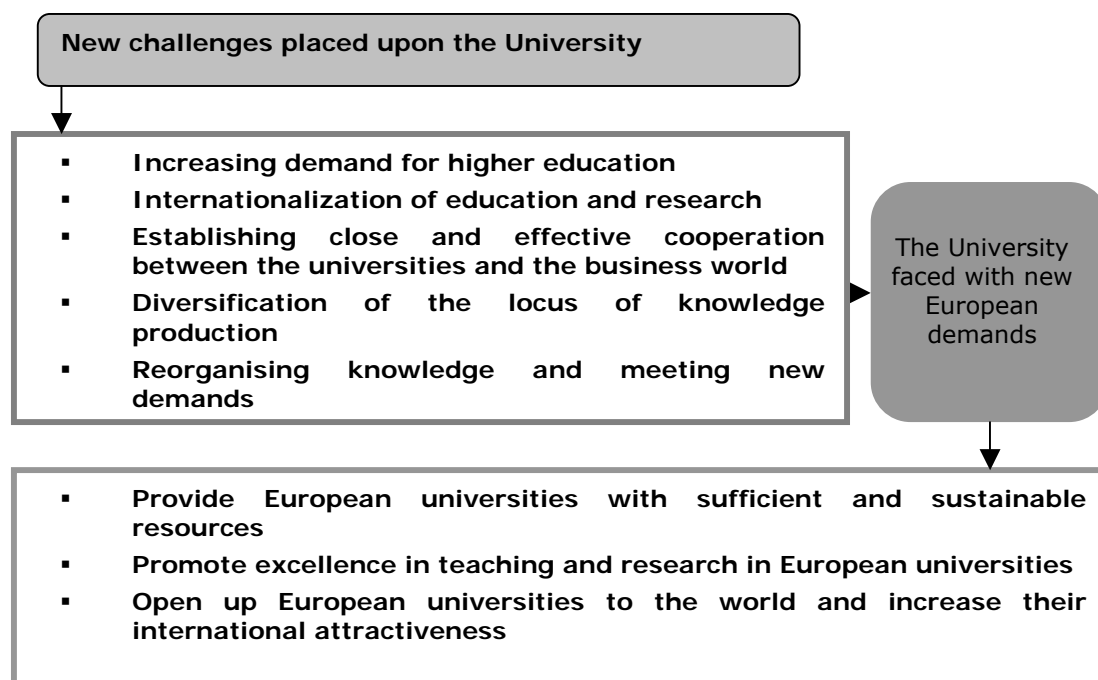 New challenges placed upon the University
▪ Increasing demand for higher education
▪ Internationalization of education and research
▪ Establishing close and effective cooperation
between the universities and the business world
▪ Diversification of the locus of knowledge
production
▪ Reorganising knowledge and meeting new
demands
The University
faced with new
European
demands
▪ Provide European universities with sufficient and sustainable
resources
▪ Promote excellence in teaching and research in European universities
▪ Open up European universities to the world and increase their
international attractiveness